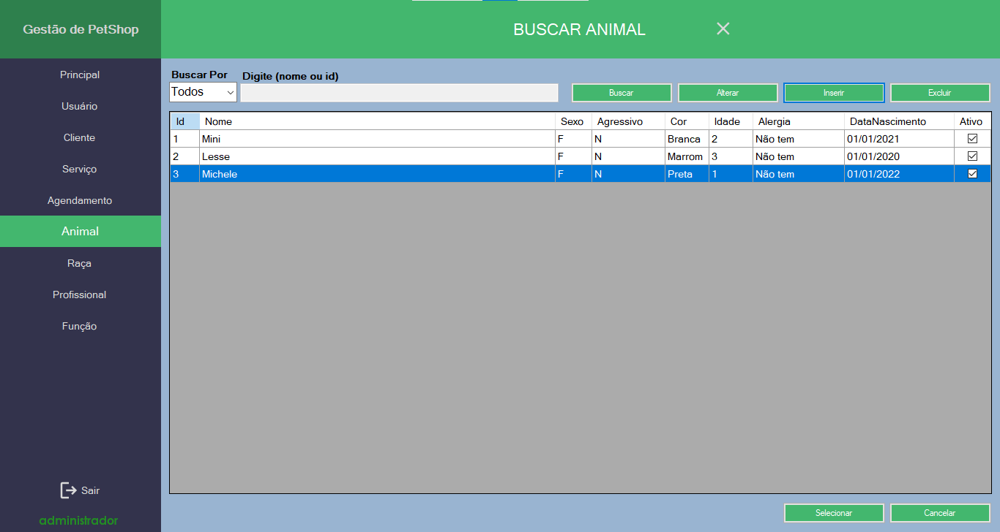 Gestão de PetShop
BUSCAR ANIMAL
Principal
Usuário
Cliente
Serviço
Agendamento
Animal
Raça
Profissional
Função
Sair
administrador
Buscar Por Digite (nome ou id)
Todos Buscar Alterar Inserir Excluir
Id Nome Sexo Agressivo Cor Idade Alergia DataNascimento Ativo
1 Mini F N Branca 2 Não tem 01/01/2021
2 Lesse F N Marrom 3 Não tem 01/01/2020
3 Michele F N Preta 1 Não tem 01/01/2022
Selecionar Cancelar